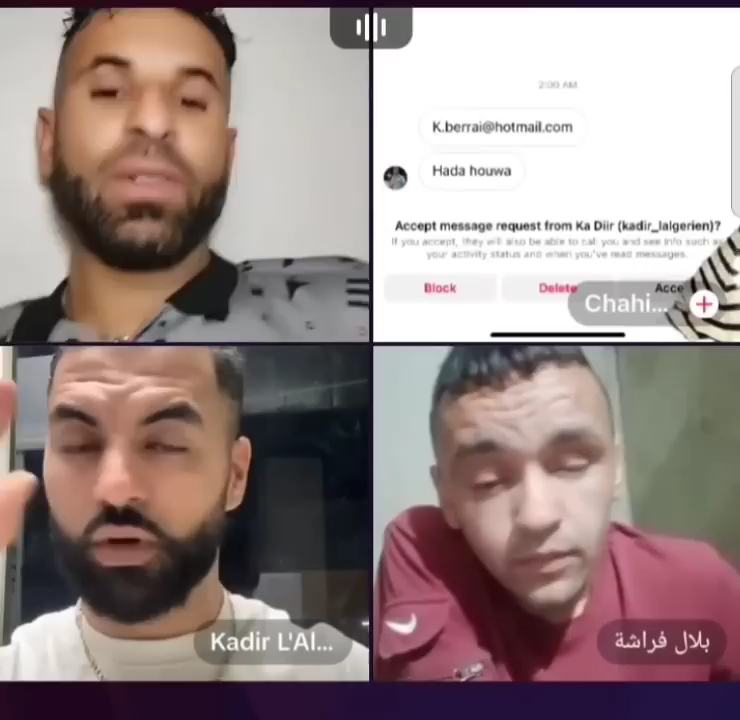 2:00 AM
K.berrai@hotmail.com
Hada houwa
Accept message request from Ka Diir (kadir_lalgerien)?
If you accept, they will also be able to call you and see info such as
your activity status and when you've read messages.
Block
Delete
Acce
Chahi...
Kadir L'Al...
بلال فراشة